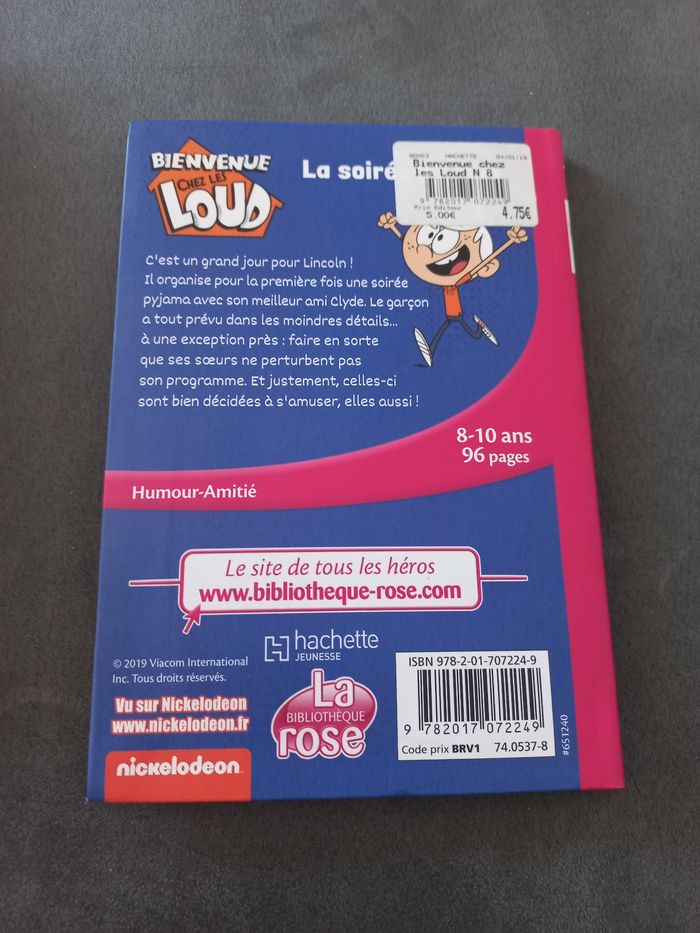 BIENVENUE
CHEZ LES
LOUD
La soiré
90053 HACHETTE 04/01/19
Bienvenue chez
les Loud N 8
9 782017 072249
Prix Editeur
5.00€ 4.75€
C'est un grand jour pour Lincoln !
Il organise pour la première fois une soirée
pyjama avec son meilleur ami Clyde. Le garçon
a tout prévu dans les moindres détails...
à une exception près : faire en sorte
que ses sœurs ne perturbent pas
son programme. Et justement, celles-ci
sont bien décidées à s'amuser, elles aussi !
8-10 ans
96 pages
Humour-Amitié
Le site de tous les héros
www.bibliotheque-rose.com
hachette
JEUNESSE
© 2019 Viacom International
Inc. Tous droits réservés.
Vu sur Nickelodeon
www.nickelodeon.fr
nickelodeon
La
BIBLIOTHÈQUE
rose
ISBN 978-2-01-707224-9
9 782017 072249
Code prix BRV1 74.0537-8
#651240